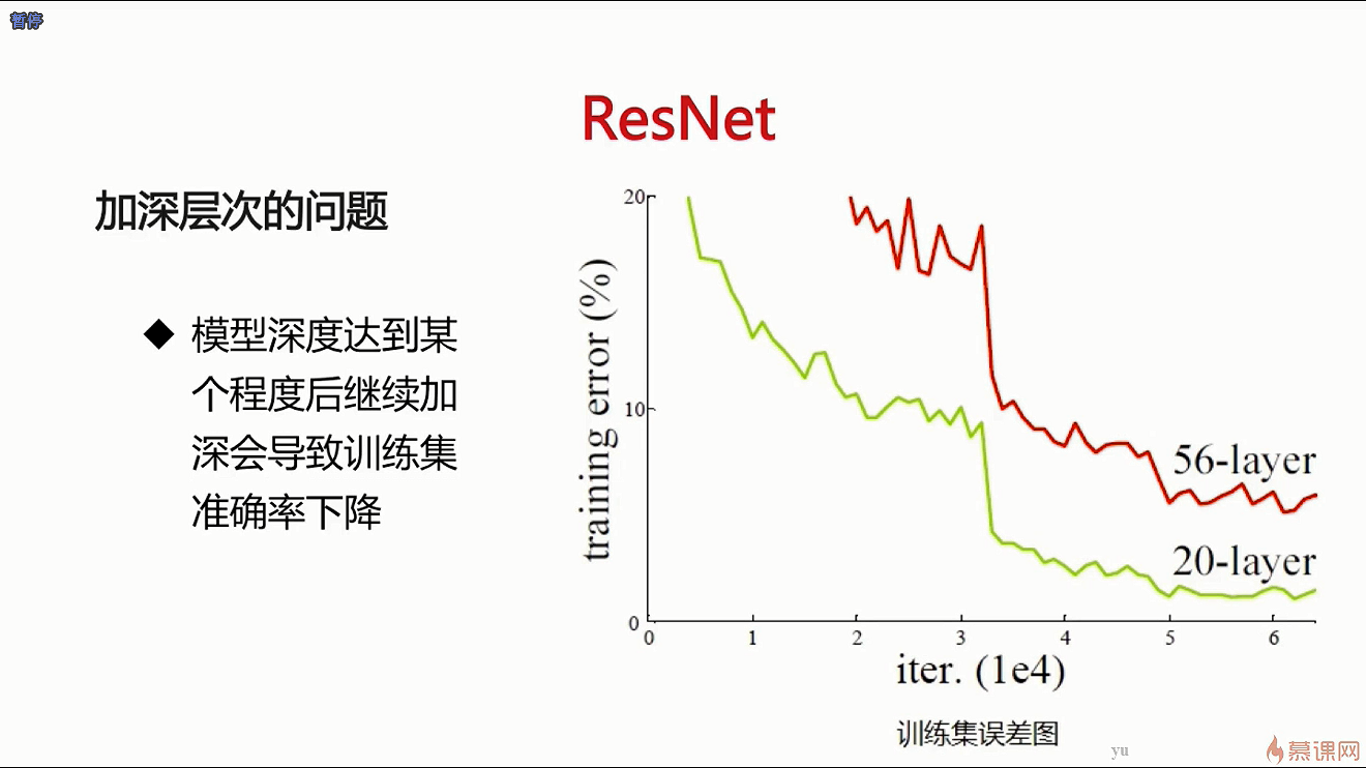 暂停
ResNet
加深层次的问题
◆ 模型深度达到某
个程度后继续加
深会导致训练集
准确率下降
20
10
0
training error (%)
56-layer
20-layer
0 1 2 3 4 5 6
iter. (1e4)
训练集误差图
yu
慕课网